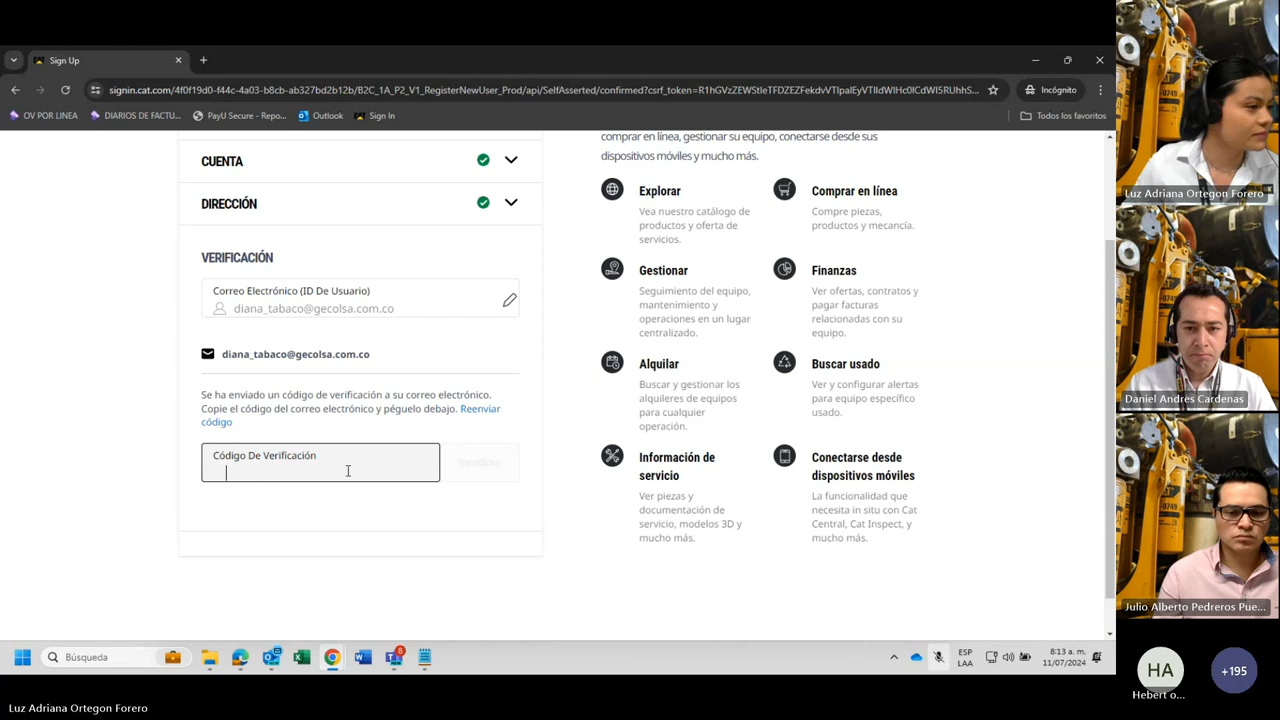 Sign Up
signin.cat.com/4f0f19d0-f44c-4a03-b8cb-ab327bd2b12b/B2C_1A_P2_V1_RegisterNewUser_Prod/api/SelfAsserted/confirmed?csrf_token=
Incógnito
OV POR LINEA
DIARIOS DE FACTU...
PayU Secure - Repo...
Outlook
Sign In
Todos los favoritos
CUENTA
DIRECCIÓN
VERIFICACIÓN
Correo Electrónico (ID De Usuario)
diana_tabaco@gecolsa.com.co
diana_tabaco@gecolsa.com.co
Se ha enviado un código de verificación a su correo electrónico.
Copie el código del correo electrónico y péguelo debajo. Reenviar
código
Código De Verificación
Verificar
comprar en línea, gestionar su equipo, conectarse desde sus
dispositivos móviles y mucho más.
Explorar
Vea nuestro catálogo de
productos y oferta de
servicios.
Comprar en línea
Compre piezas,
productos y mecancía.
Gestionar
Seguimiento del equipo,
mantenimiento y
operaciones en un lugar
centralizado.
Finanzas
Ver ofertas, contratos y
pagar facturas
relacionadas con su
equipo.
Alquilar
Buscar y gestionar los
alquileres de equipos
para cualquier
operación.
Buscar usado
Ver y configurar alertas
para equipo específico
usado.
Información de
servicio
Ver piezas y
documentación de
servicio, modelos 3D y
mucho más.
Conectarse desde
dispositivos móviles
La funcionalidad que
necesita in situ con Cat
Central, Cat Inspect, y
mucho más.
Búsqueda
8
ESP
LAA
8:13 a. m.
11/07/2024
Luz Adriana Ortegon Forero
Daniel Andres Cardenas
Julio Alberto Pedreros Pue...
HA
Hebert o...
+195
Luz Adriana Ortegon Forero